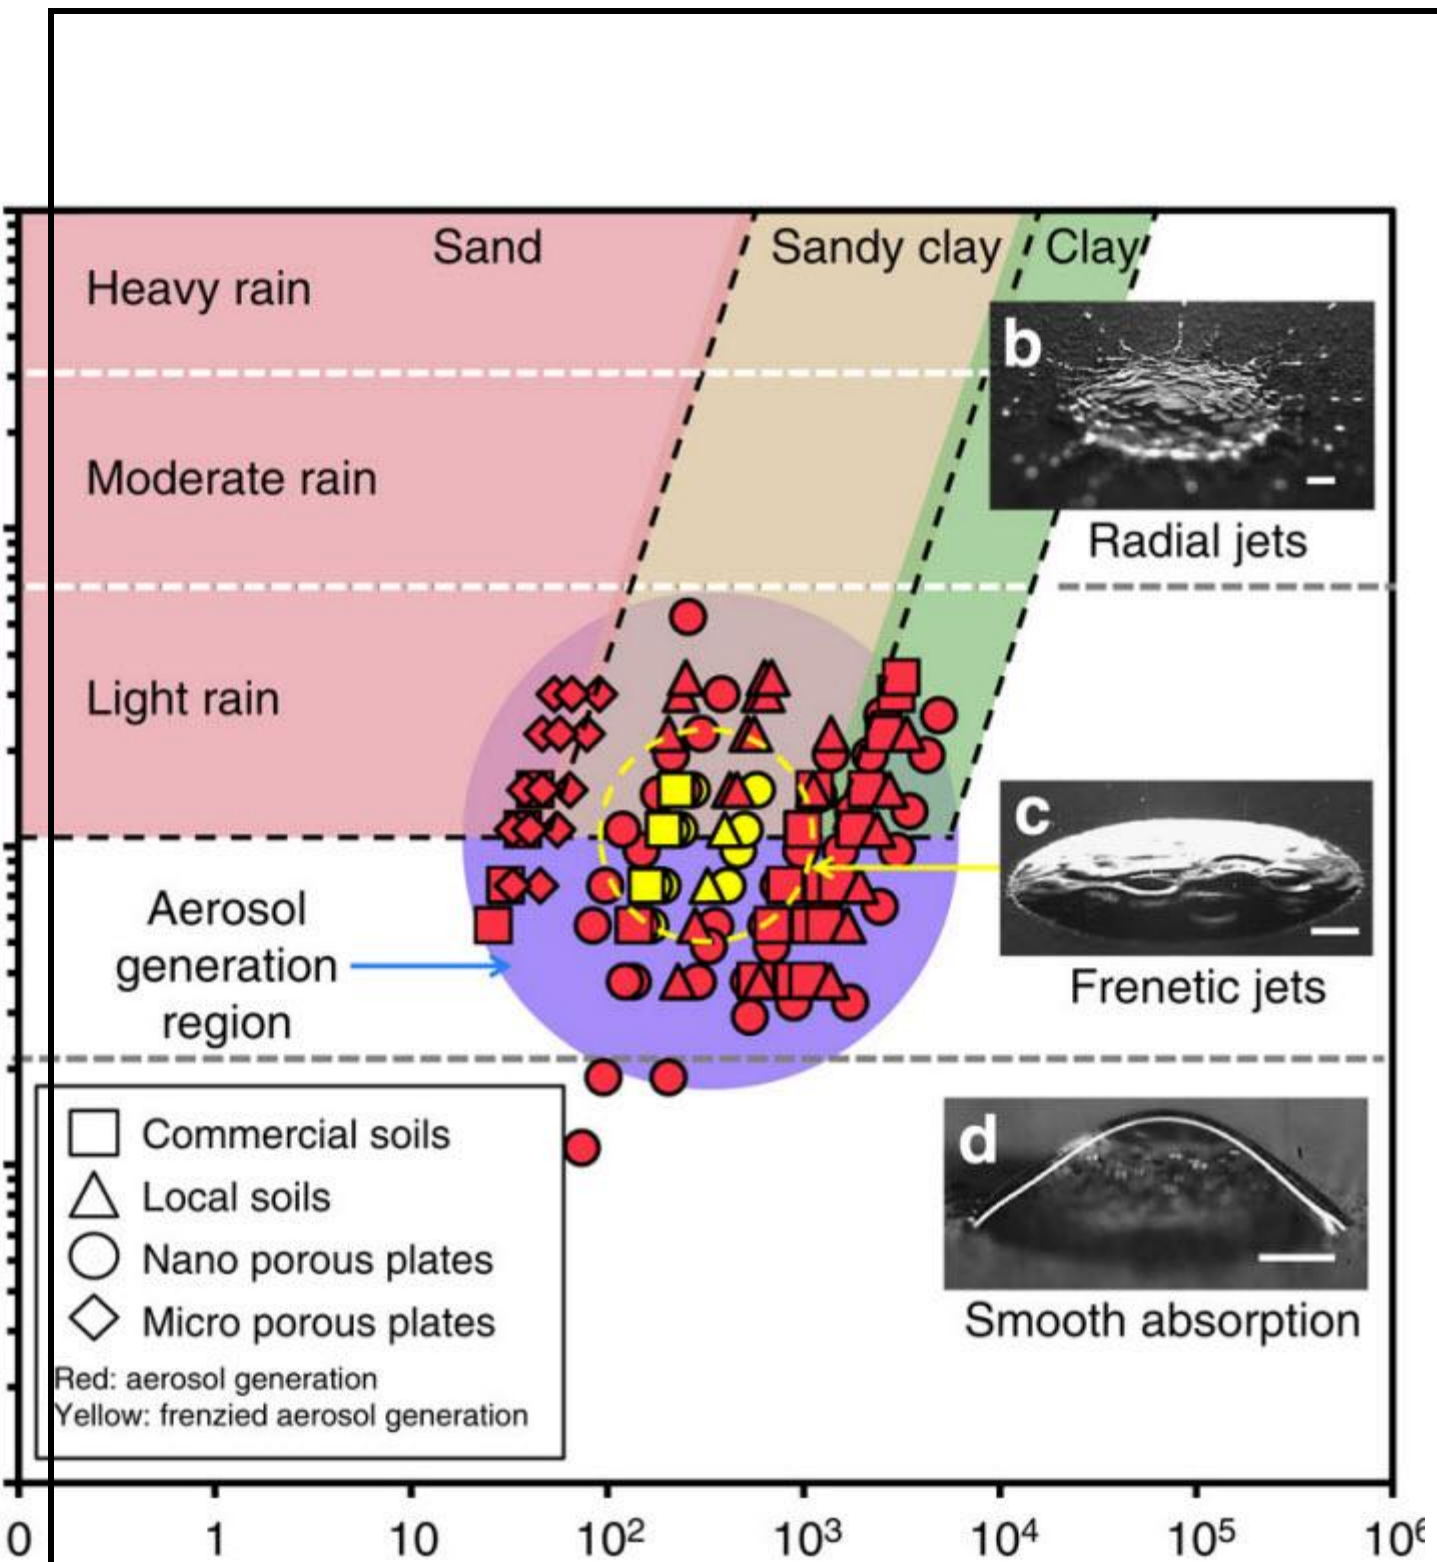 Sand
Sandy clay
Clay
Heavy rain
b
Moderate rain
Radial jets
Light rain
c
Aerosol
generation
region
Frenetic jets
d
Commercial soils
Local soils
Nano porous plates
Micro porous plates
Red: aerosol generation
Yellow: frenzied aerosol generation
Smooth absorption
0 1 10 10² 10³ 10⁴ 10⁵ 10⁶